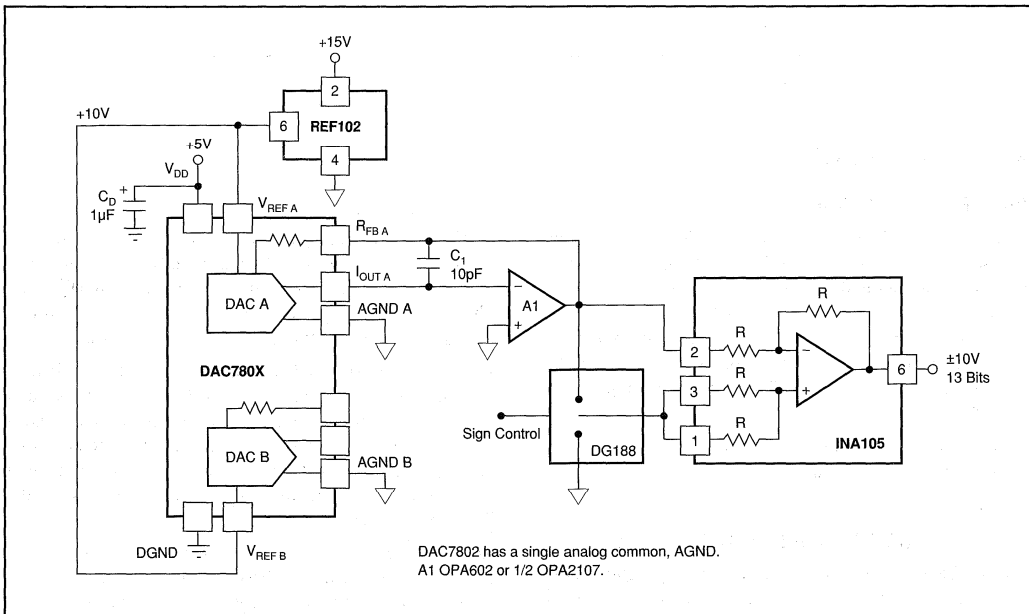 +15V
2
+10V
6
REF102
+5V
4
V_DD
C_D
+
1µF
V_REF A
R_FB A
C_1
10pF
I_OUT A
DAC A
AGND A
−
A1
+
R
R
2
−
±10V
DAC780X
3
R
6
13 Bits
+
Sign Control
R
1
INA105
DAC B
DG188
AGND B
DGND
V_REF B
DAC7802 has a single analog common, AGND.
A1 OPA602 or 1/2 OPA2107.